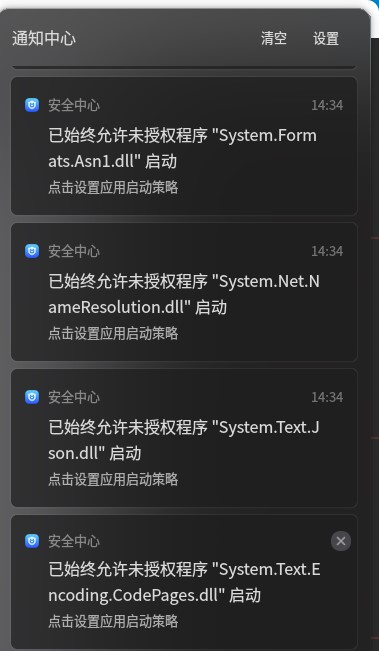 通知中心 清空 设置
安全中心 14:34
已始终允许未授权程序 "System.Form
ats.Asn1.dll" 启动
点击设置应用启动策略
安全中心 14:34
已始终允许未授权程序 "System.Net.N
ameResolution.dll" 启动
点击设置应用启动策略
安全中心 14:34
已始终允许未授权程序 "System.Text.J
son.dll" 启动
点击设置应用启动策略
安全中心
已始终允许未授权程序 "System.Text.E
ncoding.CodePages.dll" 启动
点击设置应用启动策略